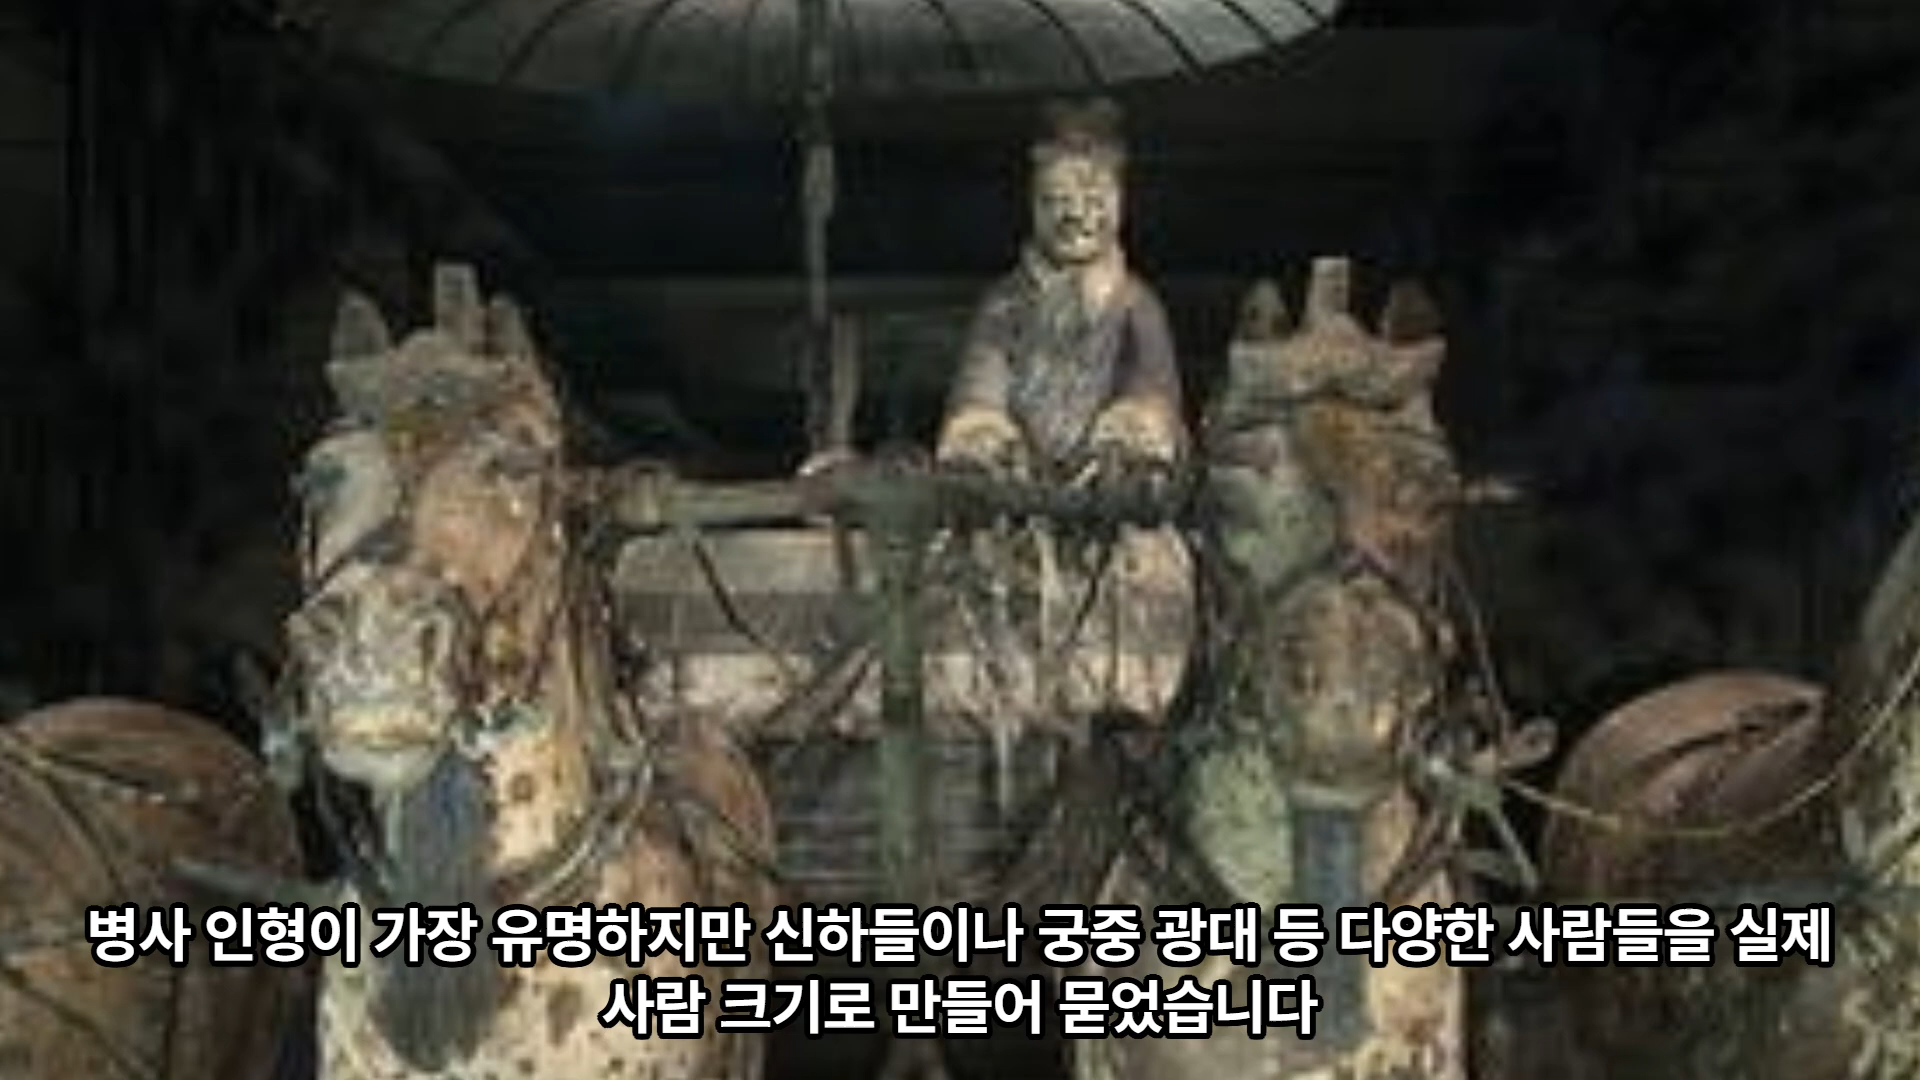 병사 인형이 가장 유명하지만 신하들이나 궁중 광대 등 다양한 사람들을 실제
사람 크기로 만들어 묻었습니다